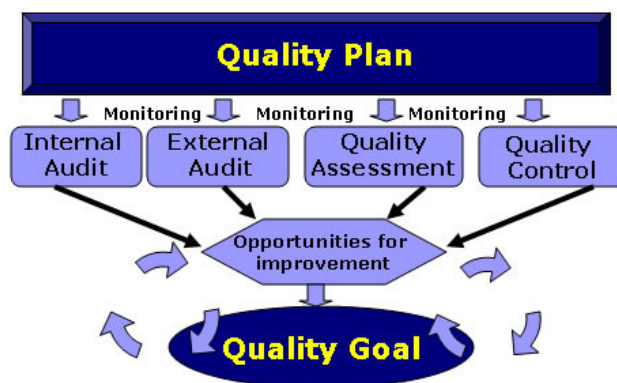 Quality Plan
Monitoring Monitoring Monitoring
Internal
Audit
External
Audit
Quality
Assessment
Quality
Control
Opportunities for
improvement
Quality Goal